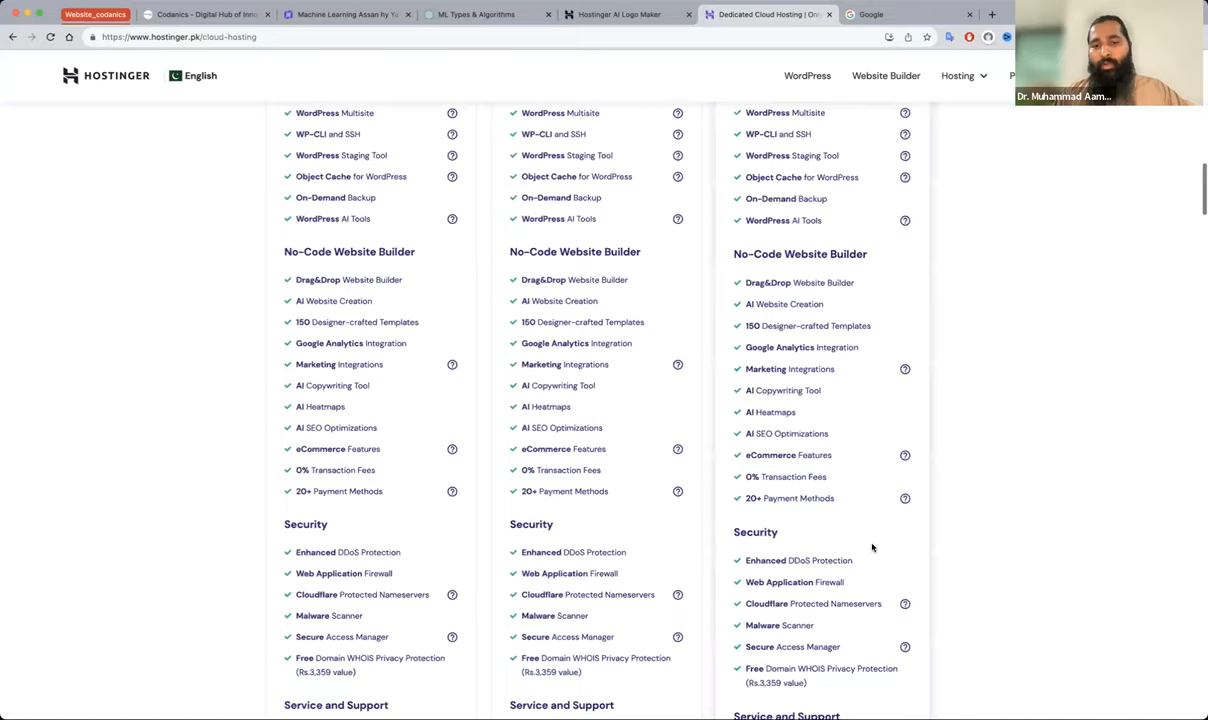 Website_codanics
Codanics - Digital Hub of Inno
Machine Learning Assan by Yo
ML Types & Algorithms
Hostinger AI Logo Maker
Dedicated Cloud Hosting | On
Google
https://www.hostinger.pk/cloud-hosting
HOSTINGER
English
WordPress
Website Builder
Hosting
P
Dr. Muhammad Aam...
WordPress Multisite
WP-CLI and SSH
WordPress Staging Tool
Object Cache for WordPress
On-Demand Backup
WordPress AI Tools
No-Code Website Builder
Drag&Drop Website Builder
AI Website Creation
150 Designer-crafted Templates
Google Analytics Integration
Marketing Integrations
AI Copywriting Tool
AI Heatmaps
AI SEO Optimizations
eCommerce Features
0% Transaction Fees
20+ Payment Methods
Security
Enhanced DDoS Protection
Web Application Firewall
Cloudflare Protected Nameservers
Malware Scanner
Secure Access Manager
Free Domain WHOIS Privacy Protection
(Rs.3,359 value)
Service and Support
WordPress Multisite
WP-CLI and SSH
WordPress Staging Tool
Object Cache for WordPress
On-Demand Backup
WordPress AI Tools
No-Code Website Builder
Drag&Drop Website Builder
AI Website Creation
150 Designer-crafted Templates
Google Analytics Integration
Marketing Integrations
AI Copywriting Tool
AI Heatmaps
AI SEO Optimizations
eCommerce Features
0% Transaction Fees
20+ Payment Methods
Security
Enhanced DDoS Protection
Web Application Firewall
Cloudflare Protected Nameservers
Malware Scanner
Secure Access Manager
Free Domain WHOIS Privacy Protection
(Rs.3,359 value)
Service and Support
WordPress Multisite
WP-CLI and SSH
WordPress Staging Tool
Object Cache for WordPress
On-Demand Backup
WordPress AI Tools
No-Code Website Builder
Drag&Drop Website Builder
AI Website Creation
150 Designer-crafted Templates
Google Analytics Integration
Marketing Integrations
AI Copywriting Tool
AI Heatmaps
AI SEO Optimizations
eCommerce Features
0% Transaction Fees
20+ Payment Methods
Security
Enhanced DDoS Protection
Web Application Firewall
Cloudflare Protected Nameservers
Malware Scanner
Secure Access Manager
Free Domain WHOIS Privacy Protection
(Rs.3,359 value)
Service and Support